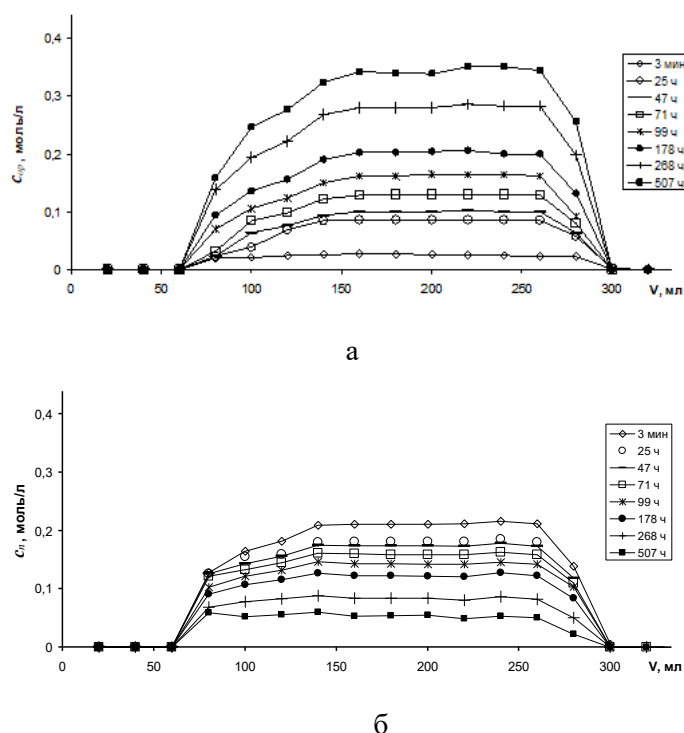 0,4
0,3
0,2
0,1
0
c_ор, моль/л
0 50 100 150 200 250 300
V, мл
3 мин
25 ч
47 ч
71 ч
99 ч
178 ч
268 ч
507 ч
а
0,4
0,3
0,2
0,1
0
c_п, моль/л
0 50 100 150 200 250 300
V, мл
3 мин
25 ч
47 ч
71 ч
99 ч
178 ч
268 ч
507 ч
б